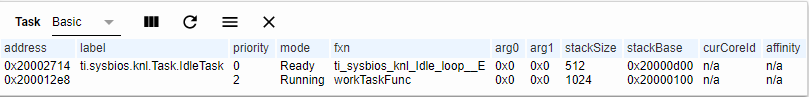 Task Basic
address label priority mode fxn arg0 arg1 stackSize stackBase curCoreId affinity
0x20002714 ti.sysbios.knl.Task.IdleTask 0 Ready ti_sysbios_knl_Idle_loop__E 0x0 0x0 512 0x20000d00 n/a n/a
0x200012e8 2 Running workTaskFunc 0x0 0x0 1024 0x20000100 n/a n/a